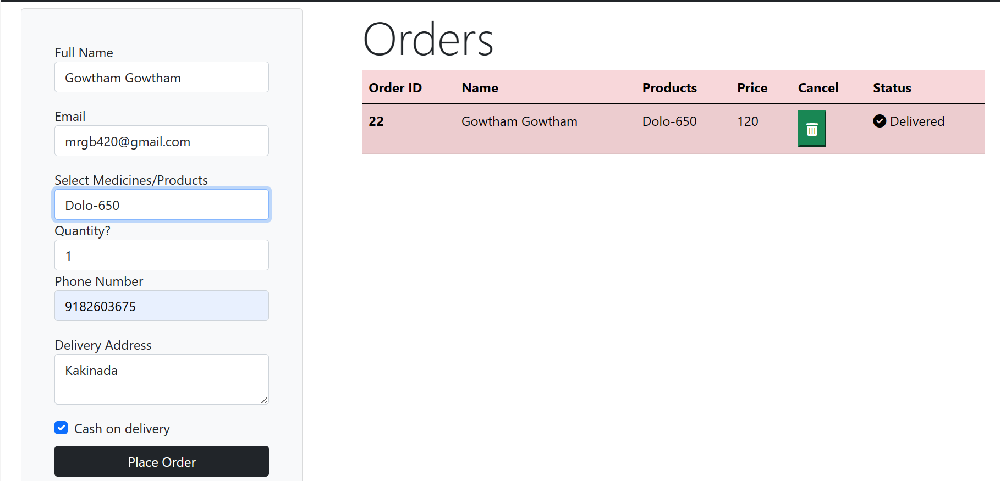 Full Name
Gowtham Gowtham
Email
mrgb420@gmail.com
Select Medicines/Products
Dolo-650
Quantity?
1
Phone Number
9182603675
Delivery Address
Kakinada
Cash on delivery
Place Order
Orders
Order ID Name Products Price Cancel Status
22 Gowtham Gowtham Dolo-650 120 Delivered